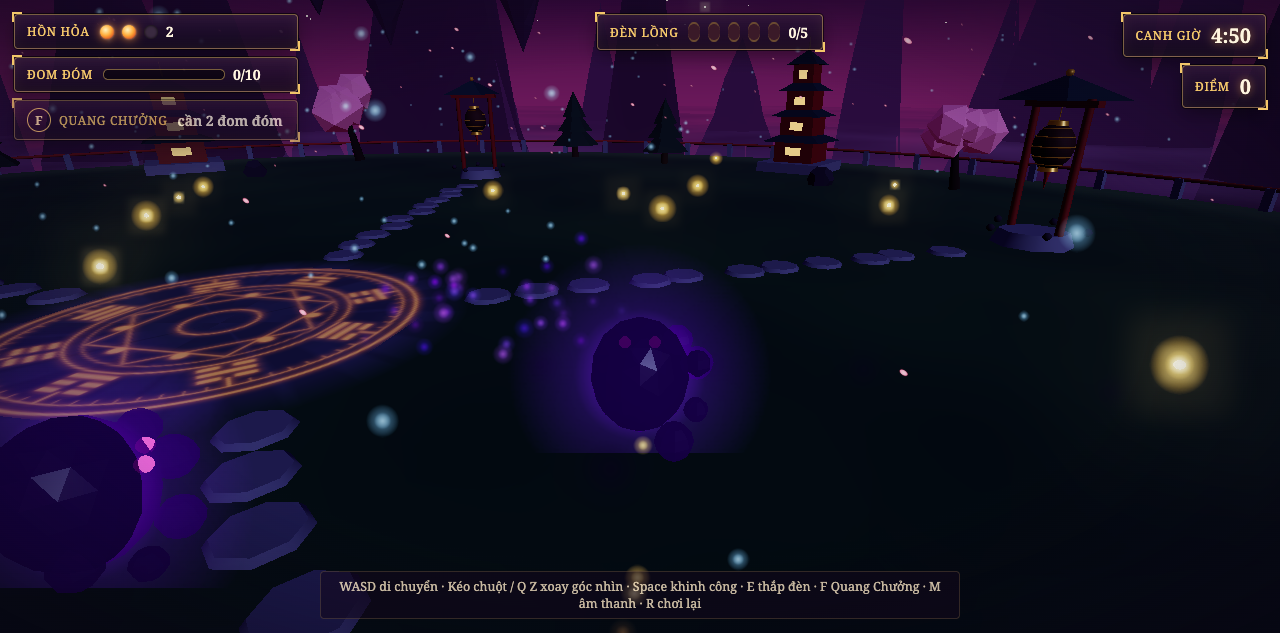 HỒN HỎA 2
ĐÈN LỒNG 0/5
CANH GIỜ 4:50
ĐOM ĐÓM 0/10
ĐIỂM 0
F QUANG CHƯỞNG cần 2 đom đóm
WASD di chuyển · Kéo chuột / Q Z xoay góc nhìn · Space khinh công · E thắp đèn · F Quang Chưởng · M
âm thanh · R chơi lại